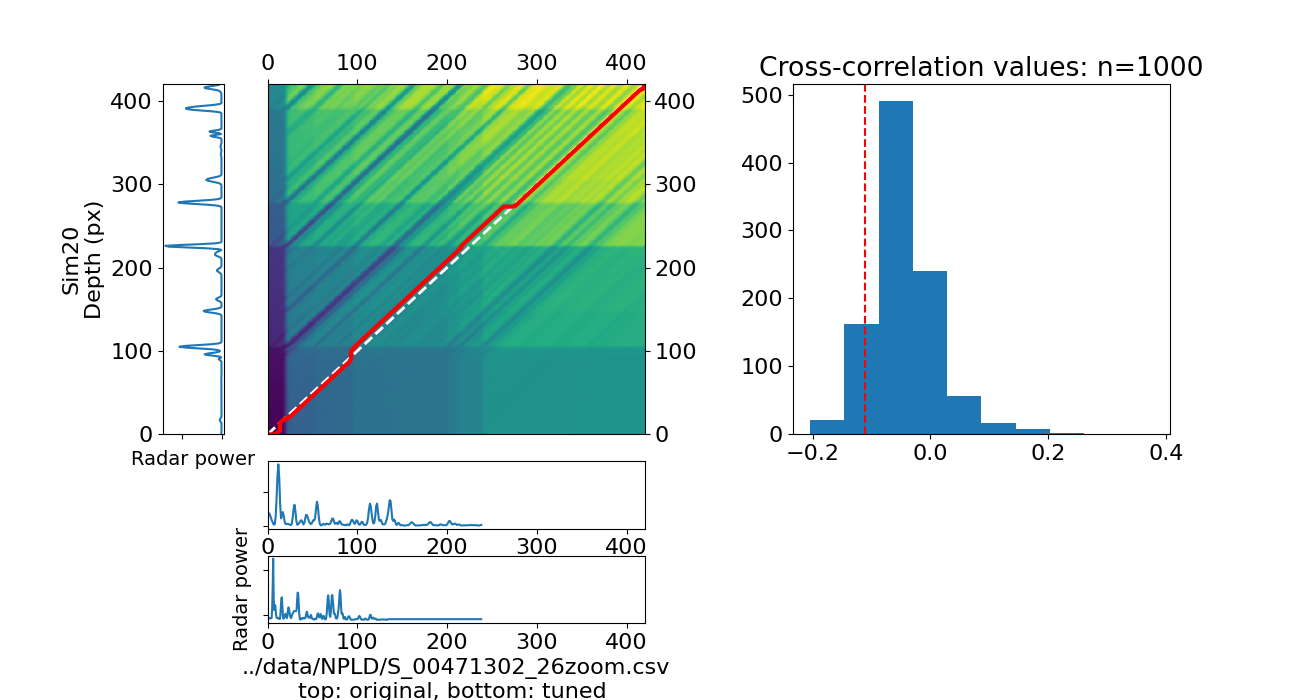 0 100 200 300 400
Cross-correlation values: n=1000
400
300
200
100
0
Sim20
Depth (px)
Radar power
400
300
200
100
0
500
400
300
200
100
0
−0.2 0.0 0.2 0.4
0 100 200 300 400
Radar power
0 100 200 300 400
../data/NPLD/S_00471302_26zoom.csv
top: original, bottom: tuned